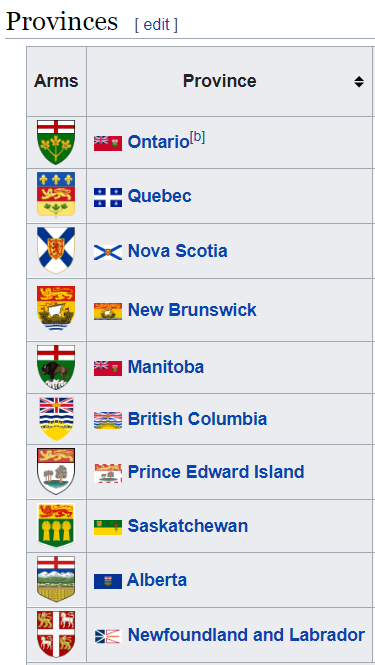 Provinces [ edit ]
Arms Province
Ontario[b]
Quebec
Nova Scotia
New Brunswick
Manitoba
British Columbia
Prince Edward Island
Saskatchewan
Alberta
Newfoundland and Labrador